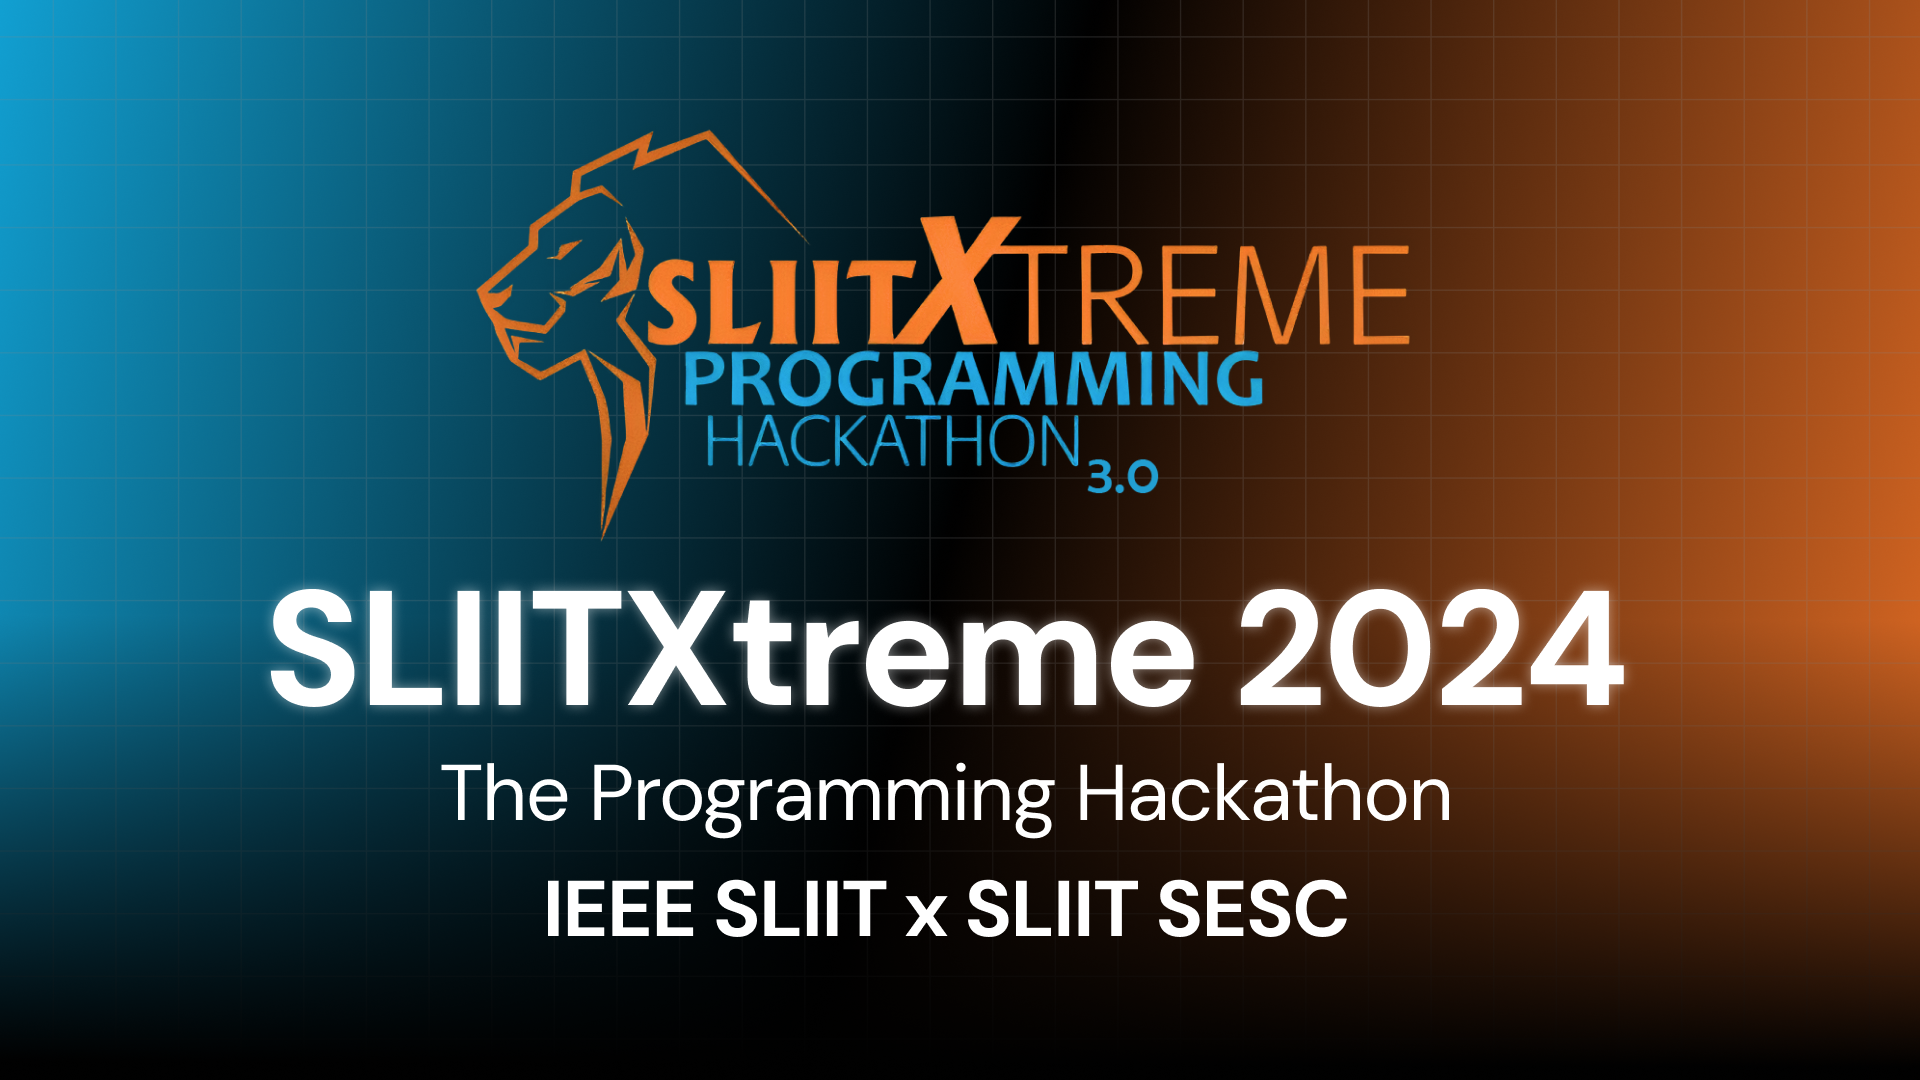 SLIITXTREME
PROGRAMMING
HACKATHON 3.0
SLIITXtreme 2024
The Programming Hackathon
IEEE SLIIT x SLIIT SESC